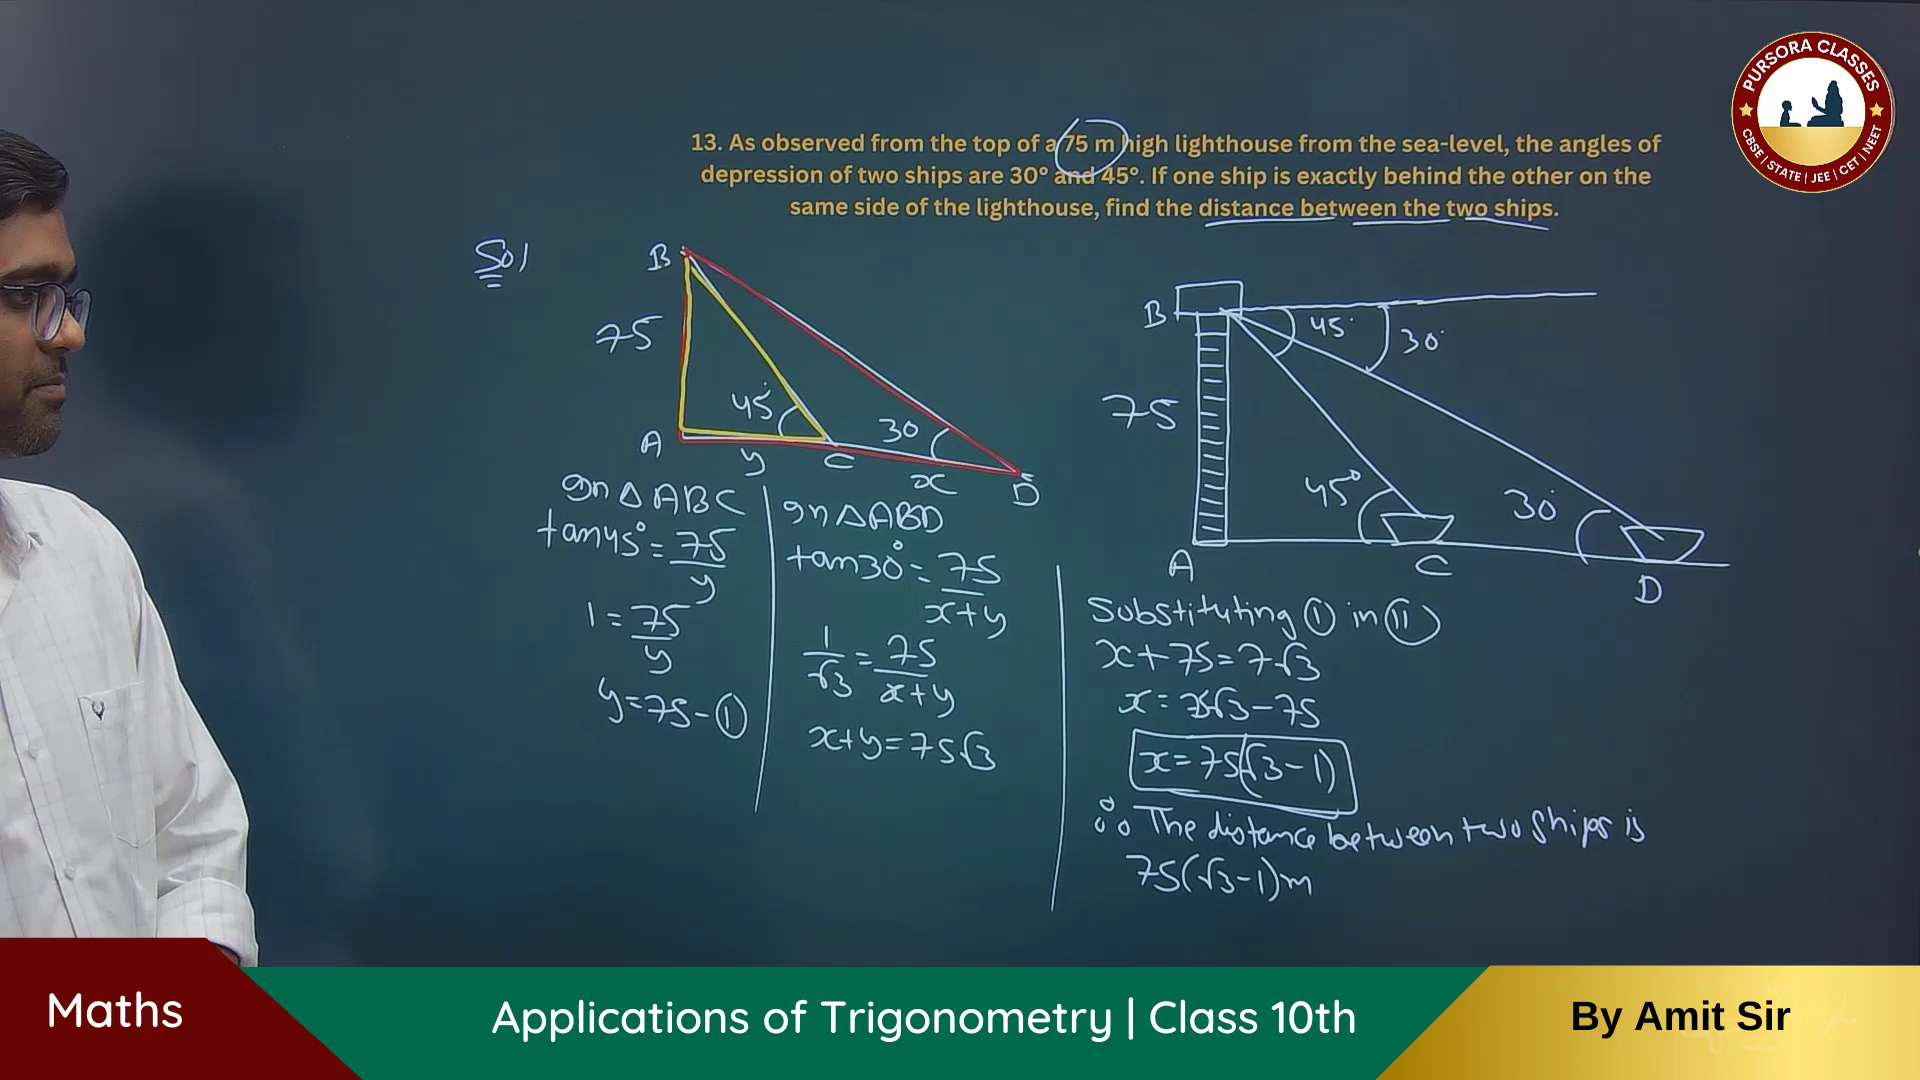 PURSORA CLASSES
CBSE | STATE | JEE | CET | NEET
13. As observed from the top of a 75 m high lighthouse from the sea-level, the angles of
depression of two ships are 30° and 45°. If one ship is exactly behind the other on the
same side of the lighthouse, find the distance between the two ships.
Sol
B
75
45°
30
A
y
C
x
D
B
45°
30°
75
45°
30°
A
C
D
In △ ABC
tan45° = 75/y
1 = 75/y
y=75-①
In △ABD
tan30° = 75/x+y
1/√3 = 75/x+y
x+y=75√3
Substituting Ⓘ in Ⓘⓘ
x+75=7√3
x=75√3-75
x=75(√3-1)
∴ The distance between two ships is
75(√3-1)m
Maths
Applications of Trigonometry | Class 10th
By Amit Sir